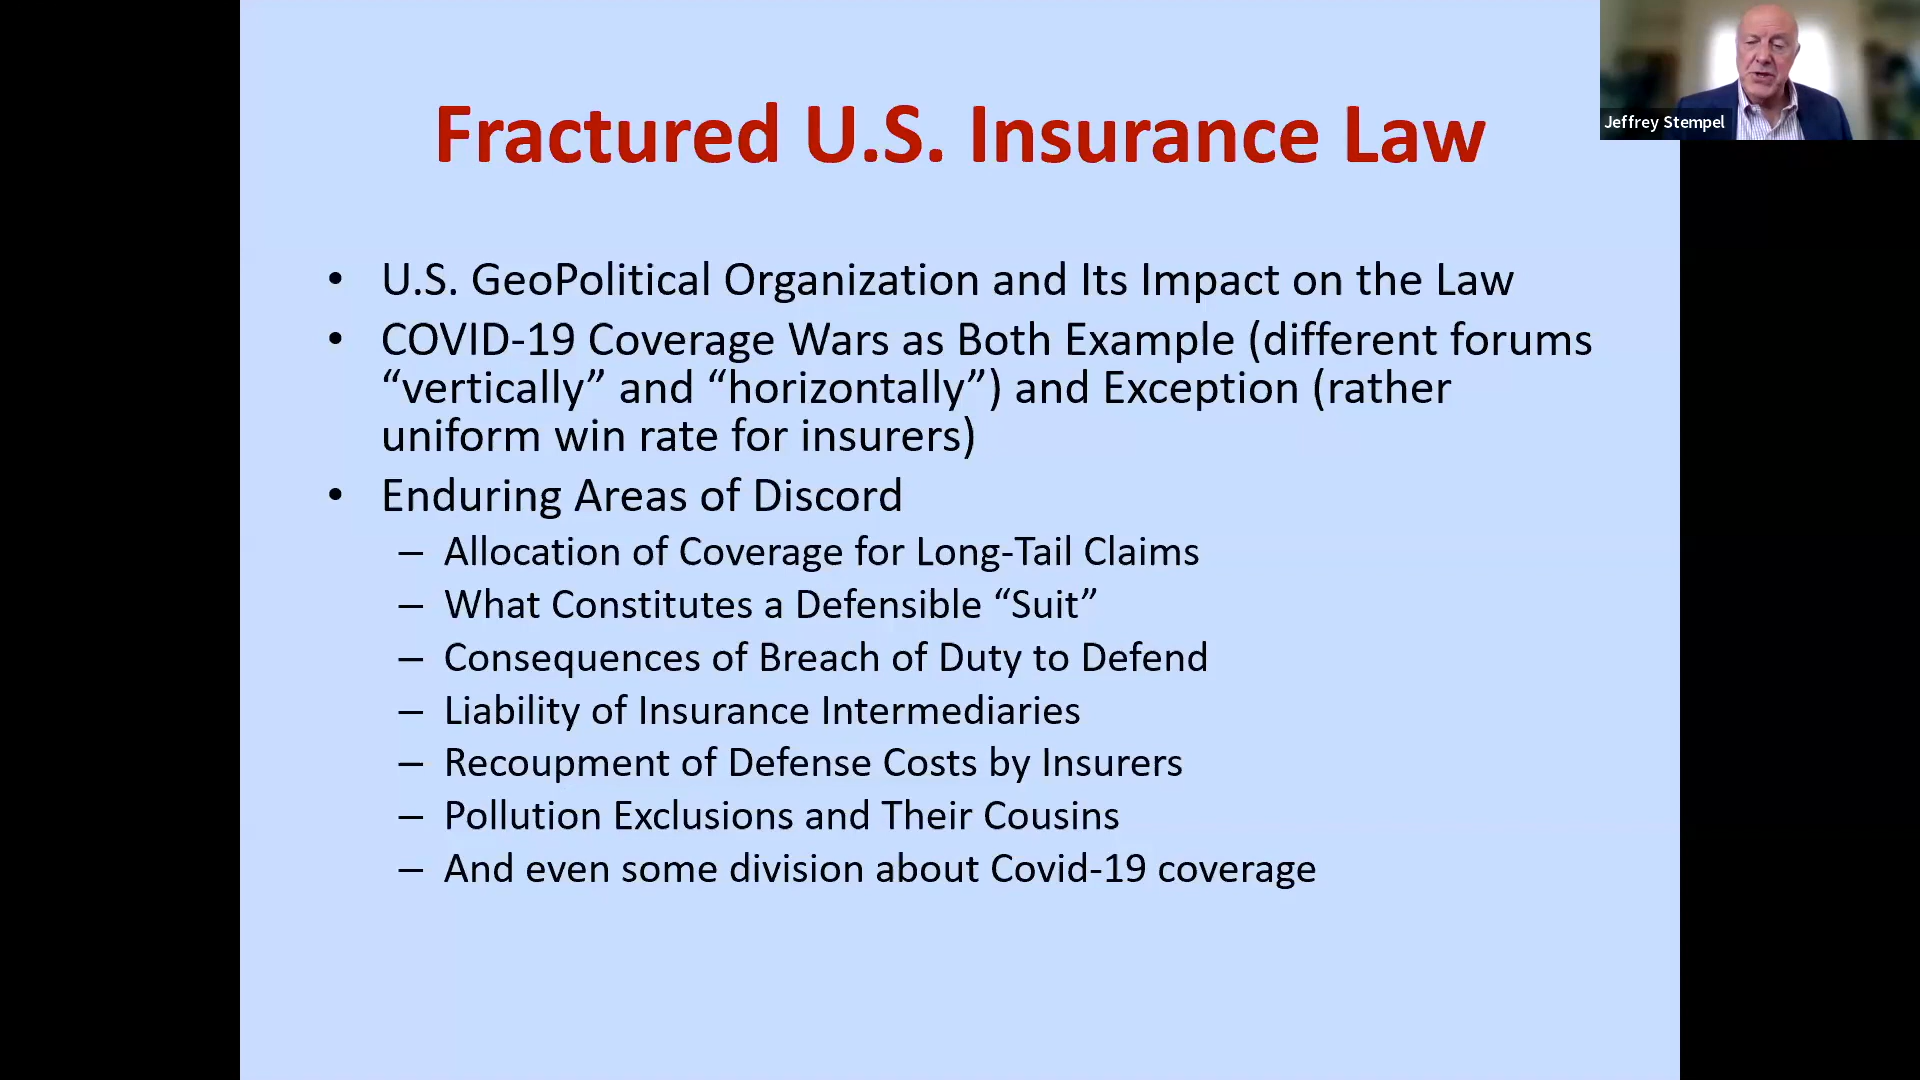 Fractured U.S. Insurance Law
Jeffrey Stempel
• U.S. GeoPolitical Organization and Its Impact on the Law
• COVID-19 Coverage Wars as Both Example (different forums
“vertically” and “horizontally”) and Exception (rather
uniform win rate for insurers)
• Enduring Areas of Discord
– Allocation of Coverage for Long-Tail Claims
– What Constitutes a Defensible “Suit”
– Consequences of Breach of Duty to Defend
– Liability of Insurance Intermediaries
– Recoupment of Defense Costs by Insurers
– Pollution Exclusions and Their Cousins
– And even some division about Covid-19 coverage